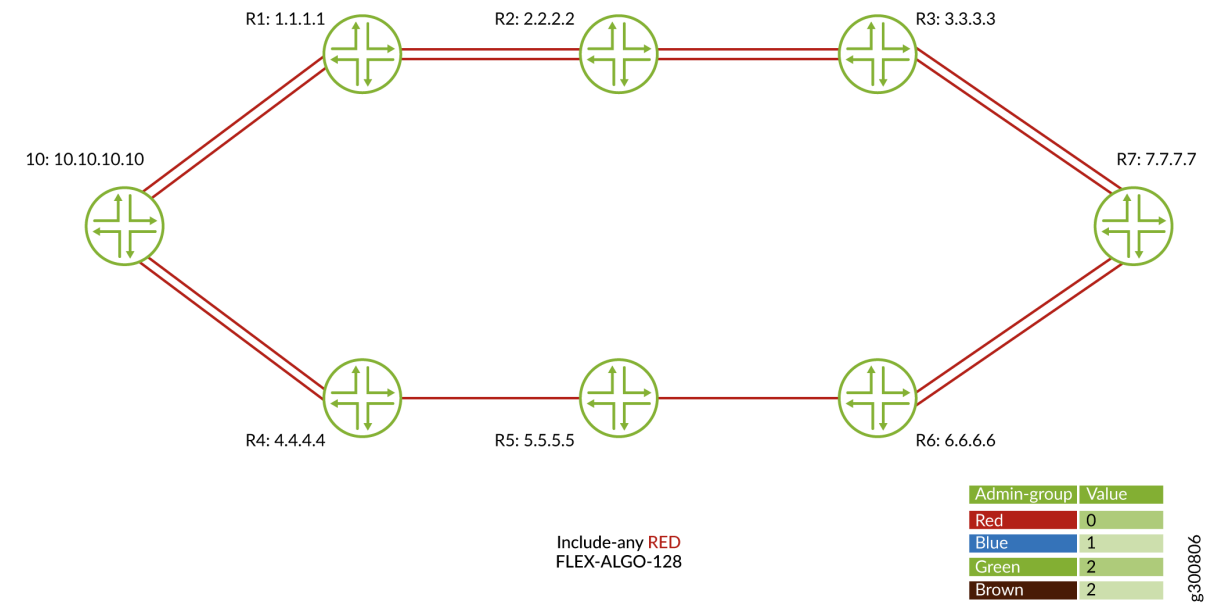 R1: 1.1.1.1
R2: 2.2.2.2
R3: 3.3.3.3
10: 10.10.10.10
R7: 7.7.7.7
R4: 4.4.4.4
R5: 5.5.5.5
R6: 6.6.6.6
Include-any RED
FLEX-ALGO-128
Admin-group Value
Red 0
Blue 1
Green 2
Brown 2
g300806